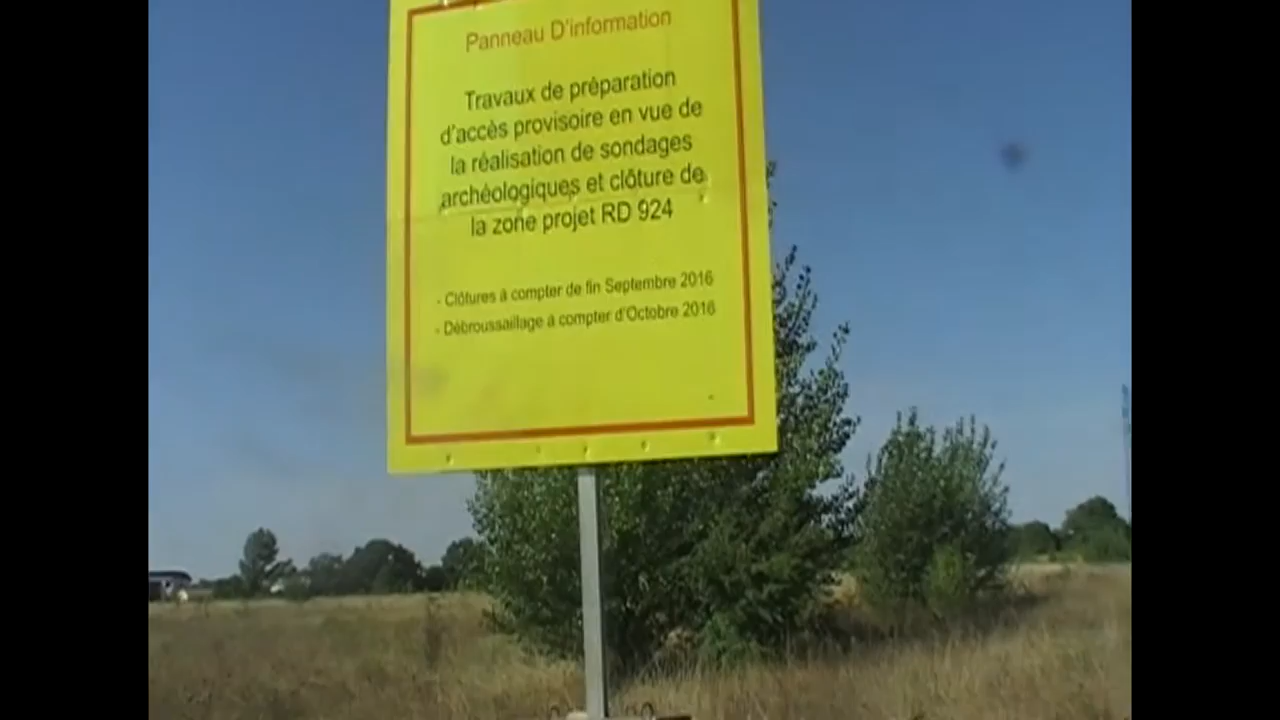 Panneau D'information
Travaux de préparation
d'accès provisoire en vue de
la réalisation de sondages
archéologiques et clôture de
la zone projet RD 924
- Clôtures à compter de fin Septembre 2016
- Débroussaillage à compter d'Octobre 2016